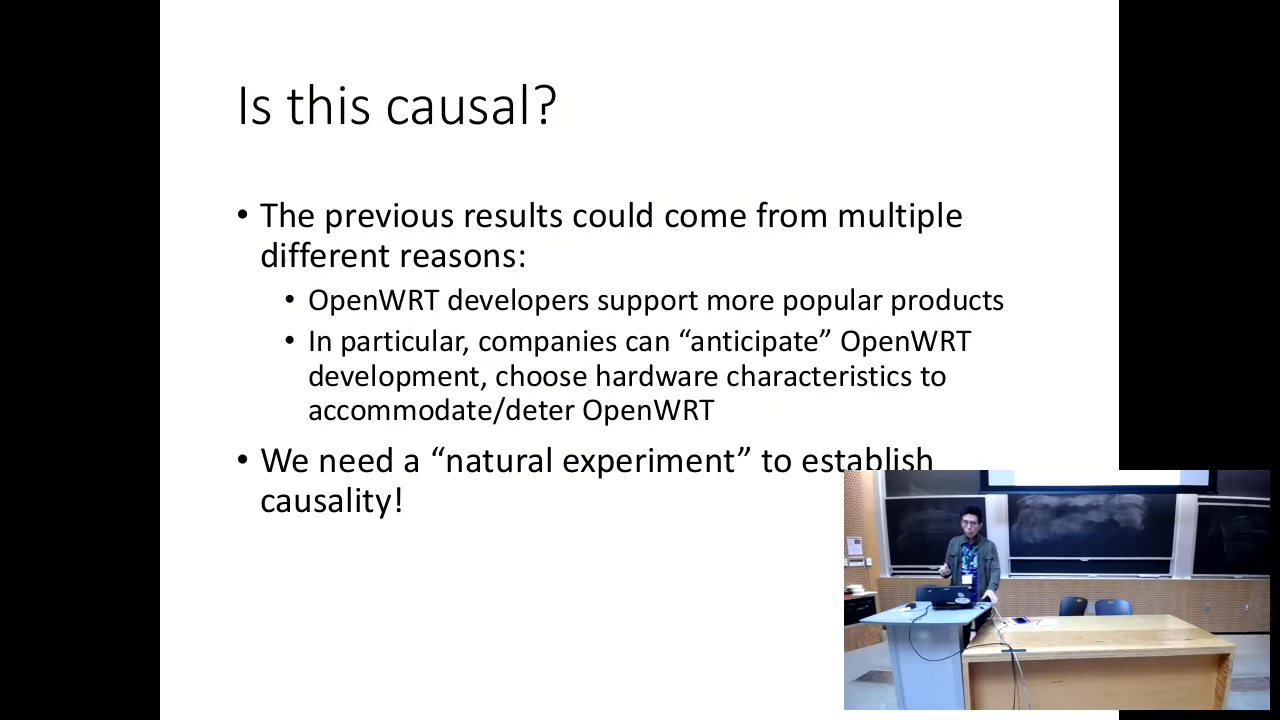 Is this causal?
• The previous results could come from multiple
different reasons:
• OpenWRT developers support more popular products
• In particular, companies can “anticipate” OpenWRT
development, choose hardware characteristics to
accommodate/deter OpenWRT
• We need a “natural experiment” to establish
causality!